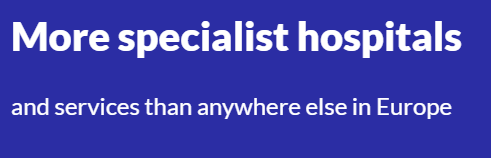 More specialist hospitals
and services than anywhere else in Europe